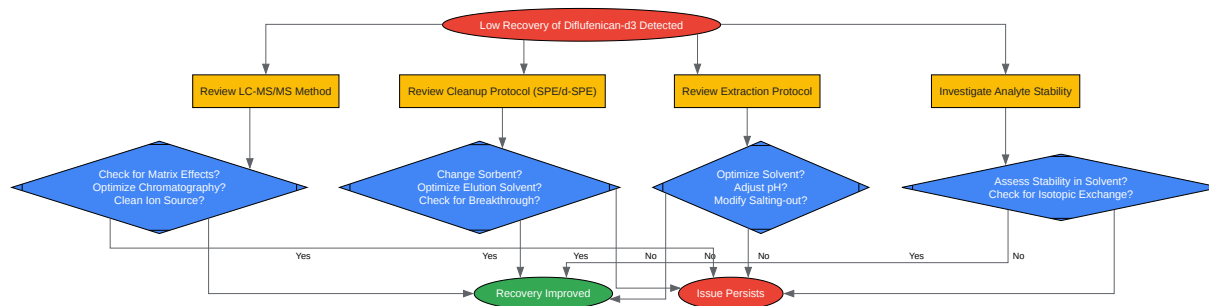 Low Recovery of Diflufenican-d3 Detected
Review LC-MS/MS Method
Review Cleanup Protocol (SPE/d-SPE)
Review Extraction Protocol
Investigate Analyte Stability
Check for Matrix Effects?
Optimize Chromatography?
Clean Ion Source?
Change Sorbent?
Optimize Elution Solvent?
Check for Breakthrough?
Optimize Solvent?
Adjust pH?
Modify Salting-out?
Assess Stability in Solvent?
Check for Isotopic Exchange?
Yes
Yes
Yes
No
No
No
Yes
No
Recovery Improved
Issue Persists